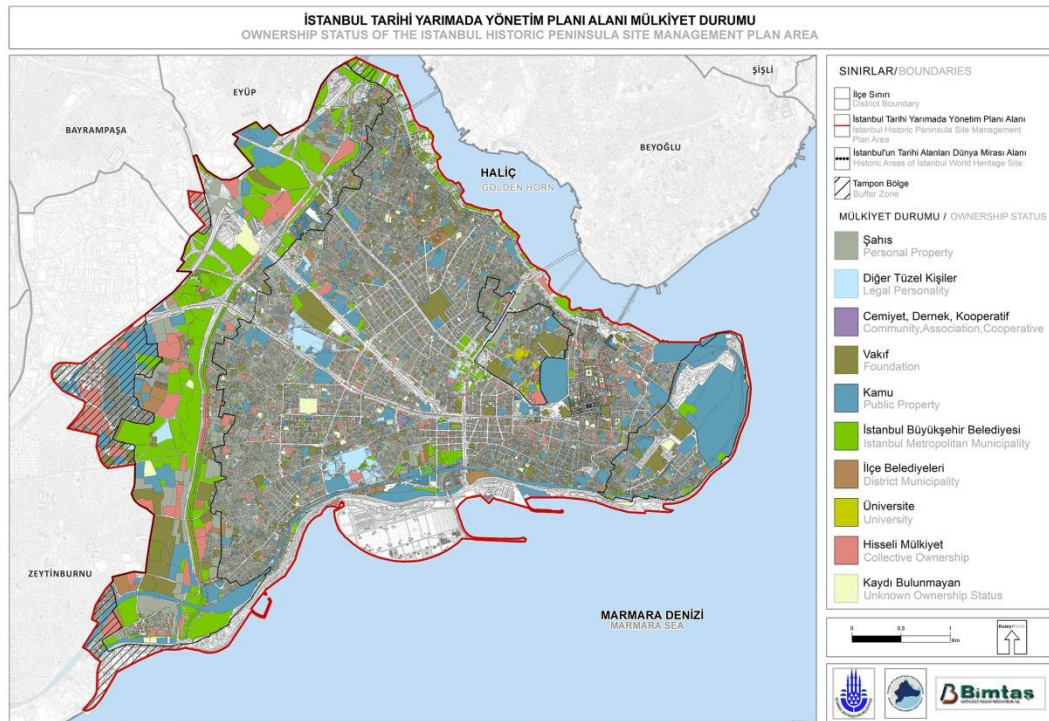 İSTANBUL TARİHİ YARIMADA YÖNETİM PLANI ALANI MÜLKİYET DURUMU
OWNERSHIP STATUS OF THE ISTANBUL HISTORIC PENINSULA SITE MANAGEMENT PLAN AREA
ŞİŞLİ
EYÜP
BAYRAMPAŞA
BEYOĞLU
HALİÇ
GOLDEN HORN
ZEYTİNBURNU
MARMARA DENİZİ
MARMARA SEA
SINIRLAR/BOUNDARIES
İlçe Sınırı
District Boundary
İstanbul Tarihi Yarımada Yönetim Planı Alanı
İstanbul Historic Peninsula Site Management
Plan Area
İstanbul'un Tarihi Alanları Dünya Mirası Alanı
Historic Areas of İstanbul World Heritage Site
Tampon Bölge
Buffer Zone
MÜLKİYET DURUMU / OWNERSHIP STATUS
Şahıs
Personal Property
Diğer Tüzel Kişiler
Legal Personality
Cemiyet, Dernek, Kooperatif
Community,Association,Cooperative
Vakıf
Foundation
Kamu
Public Property
İstanbul Büyükşehir Belediyesi
Istanbul Metropolitan Municipality
İlçe Belediyeleri
District Municipality
Üniversite
University
Hisseli Mülkiyet
Collective Ownership
Kaydı Bulunmayan
Unknown Ownership Status
0 0,5 1
Km
Kuzey/North
Bimtaş